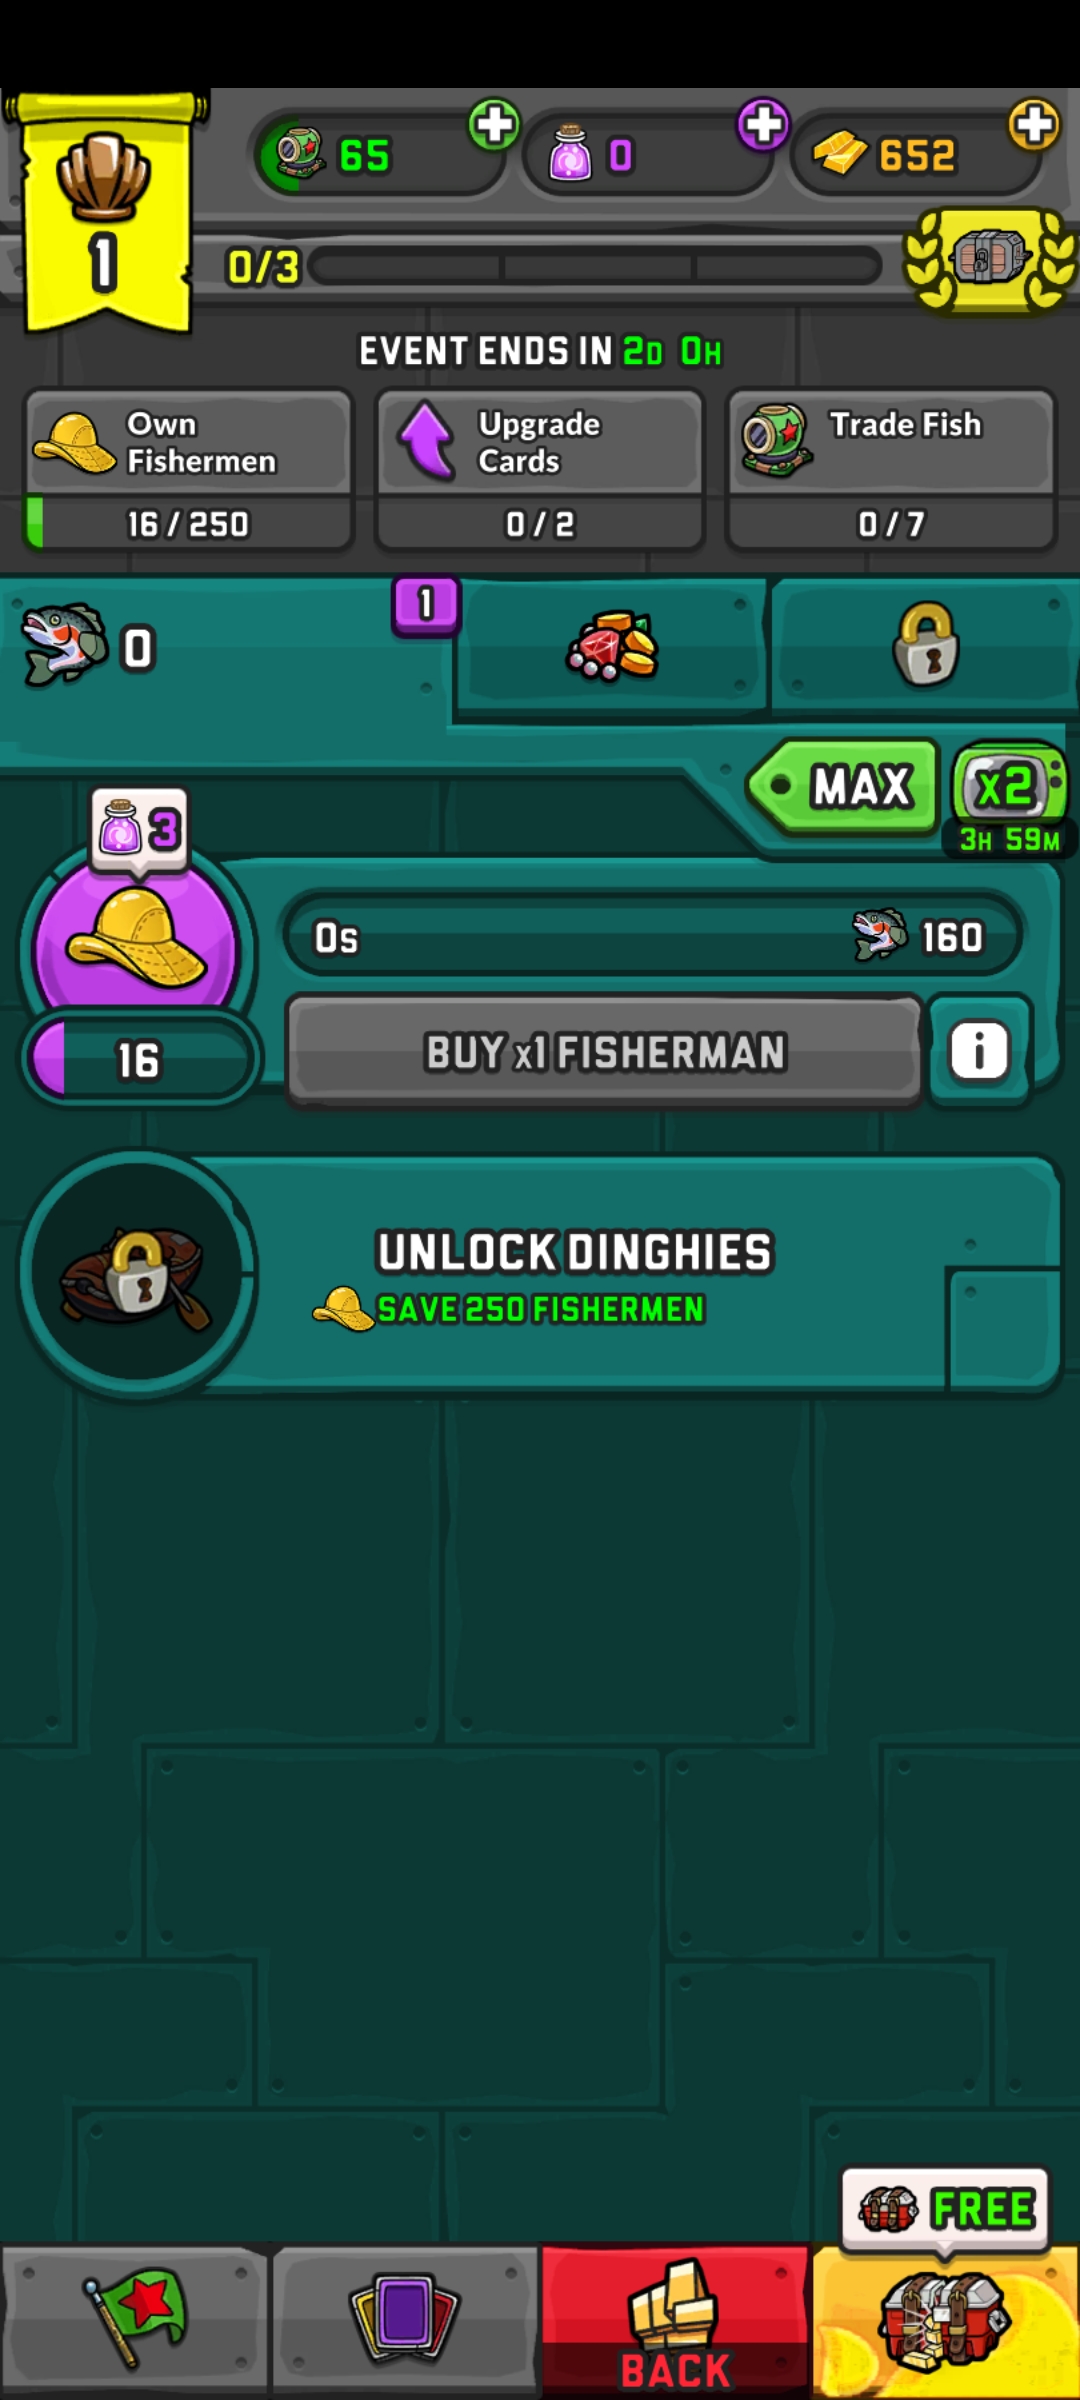 65
0
652
1
0/3
EVENT ENDS IN 2D 0H
Own
Fishermen
16 / 250
Upgrade
Cards
0 / 2
Trade Fish
0 / 7
0
1
MAX
x2
3H 59M
3
0s
160
16
BUY x1 FISHERMAN
i
UNLOCK DINGHIES
SAVE 250 FISHERMEN
FREE
BACK